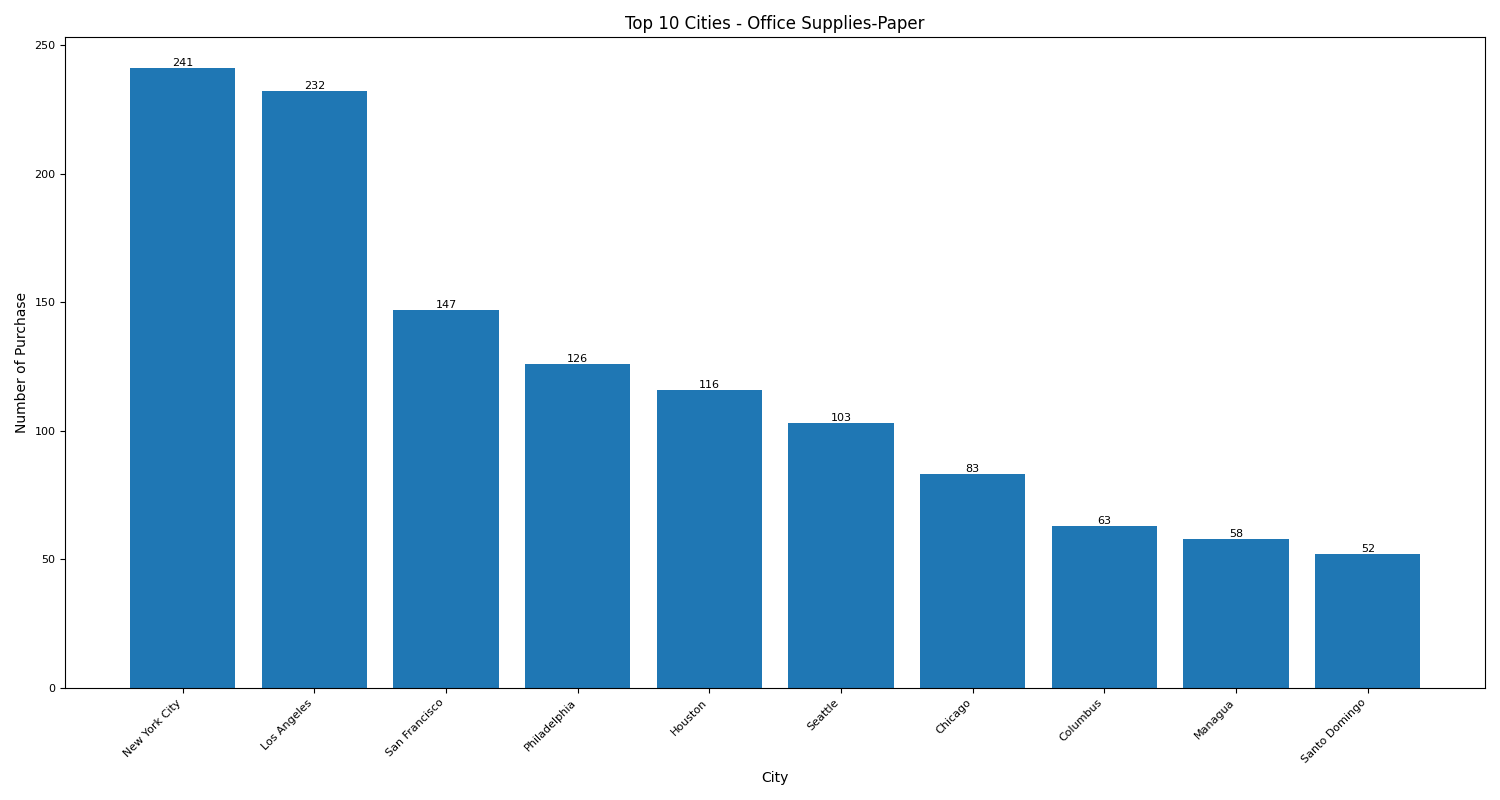 Top 10 Cities - Office Supplies-Paper
Number of Purchase
250
200
150
100
50
0
241
232
147
126
116
103
83
63
58
52
New York City
Los Angeles
San Francisco
Philadelphia
Houston
Seattle
Chicago
Columbus
Managua
Santo Domingo
City